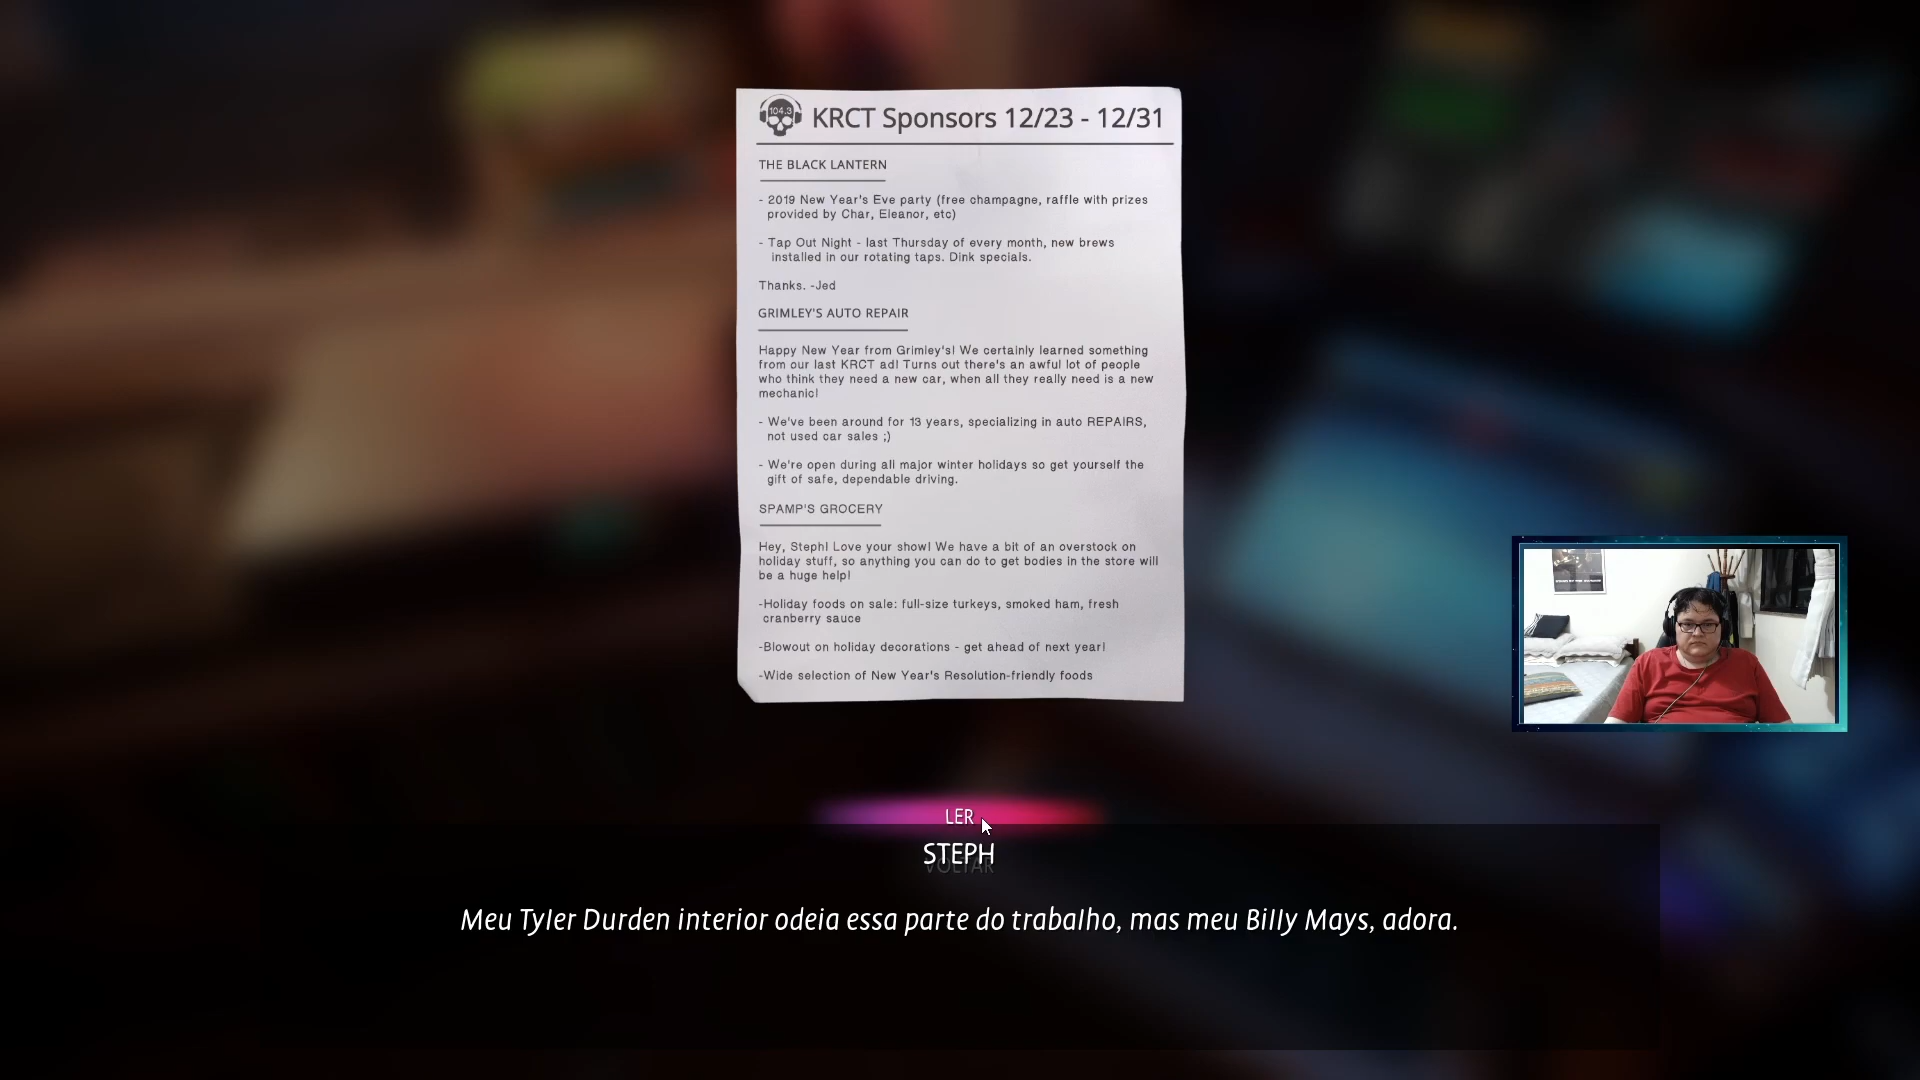 104.3
KRCT Sponsors 12/23 - 12/31
THE BLACK LANTERN
- 2019 New Year's Eve party (free champagne, raffle with prizes
provided by Char, Eleanor, etc)
- Tap Out Night - last Thursday of every month, new brews
installed in our rotating taps. Dink specials.
Thanks. -Jed
GRIMLEY'S AUTO REPAIR
Happy New Year from Grimley's! We certainly learned something
from our last KRCT ad! Turns out there's an awful lot of people
who think they need a new car, when all they really need is a new
mechanic!
- We've been around for 13 years, specializing in auto REPAIRS,
not used car sales ;)
- We're open during all major winter holidays so get yourself the
gift of safe, dependable driving.
SPAMP'S GROCERY
Hey, Steph! Love your show! We have a bit of an overstook on
holiday stuff, so anything you can do to get bodies in the store will
be a huge help!
-Holiday foods on sale: full-size turkeys, smoked ham, fresh
cranberry sauce
-Blowout on holiday decorations - get ahead of next year!
-Wide selection of New Year's Resolution-friendly foods
LER
STEPH
VOLTAR
Meu Tyler Durden interior odeia essa parte do trabalho, mas meu Billy Mays, adora.